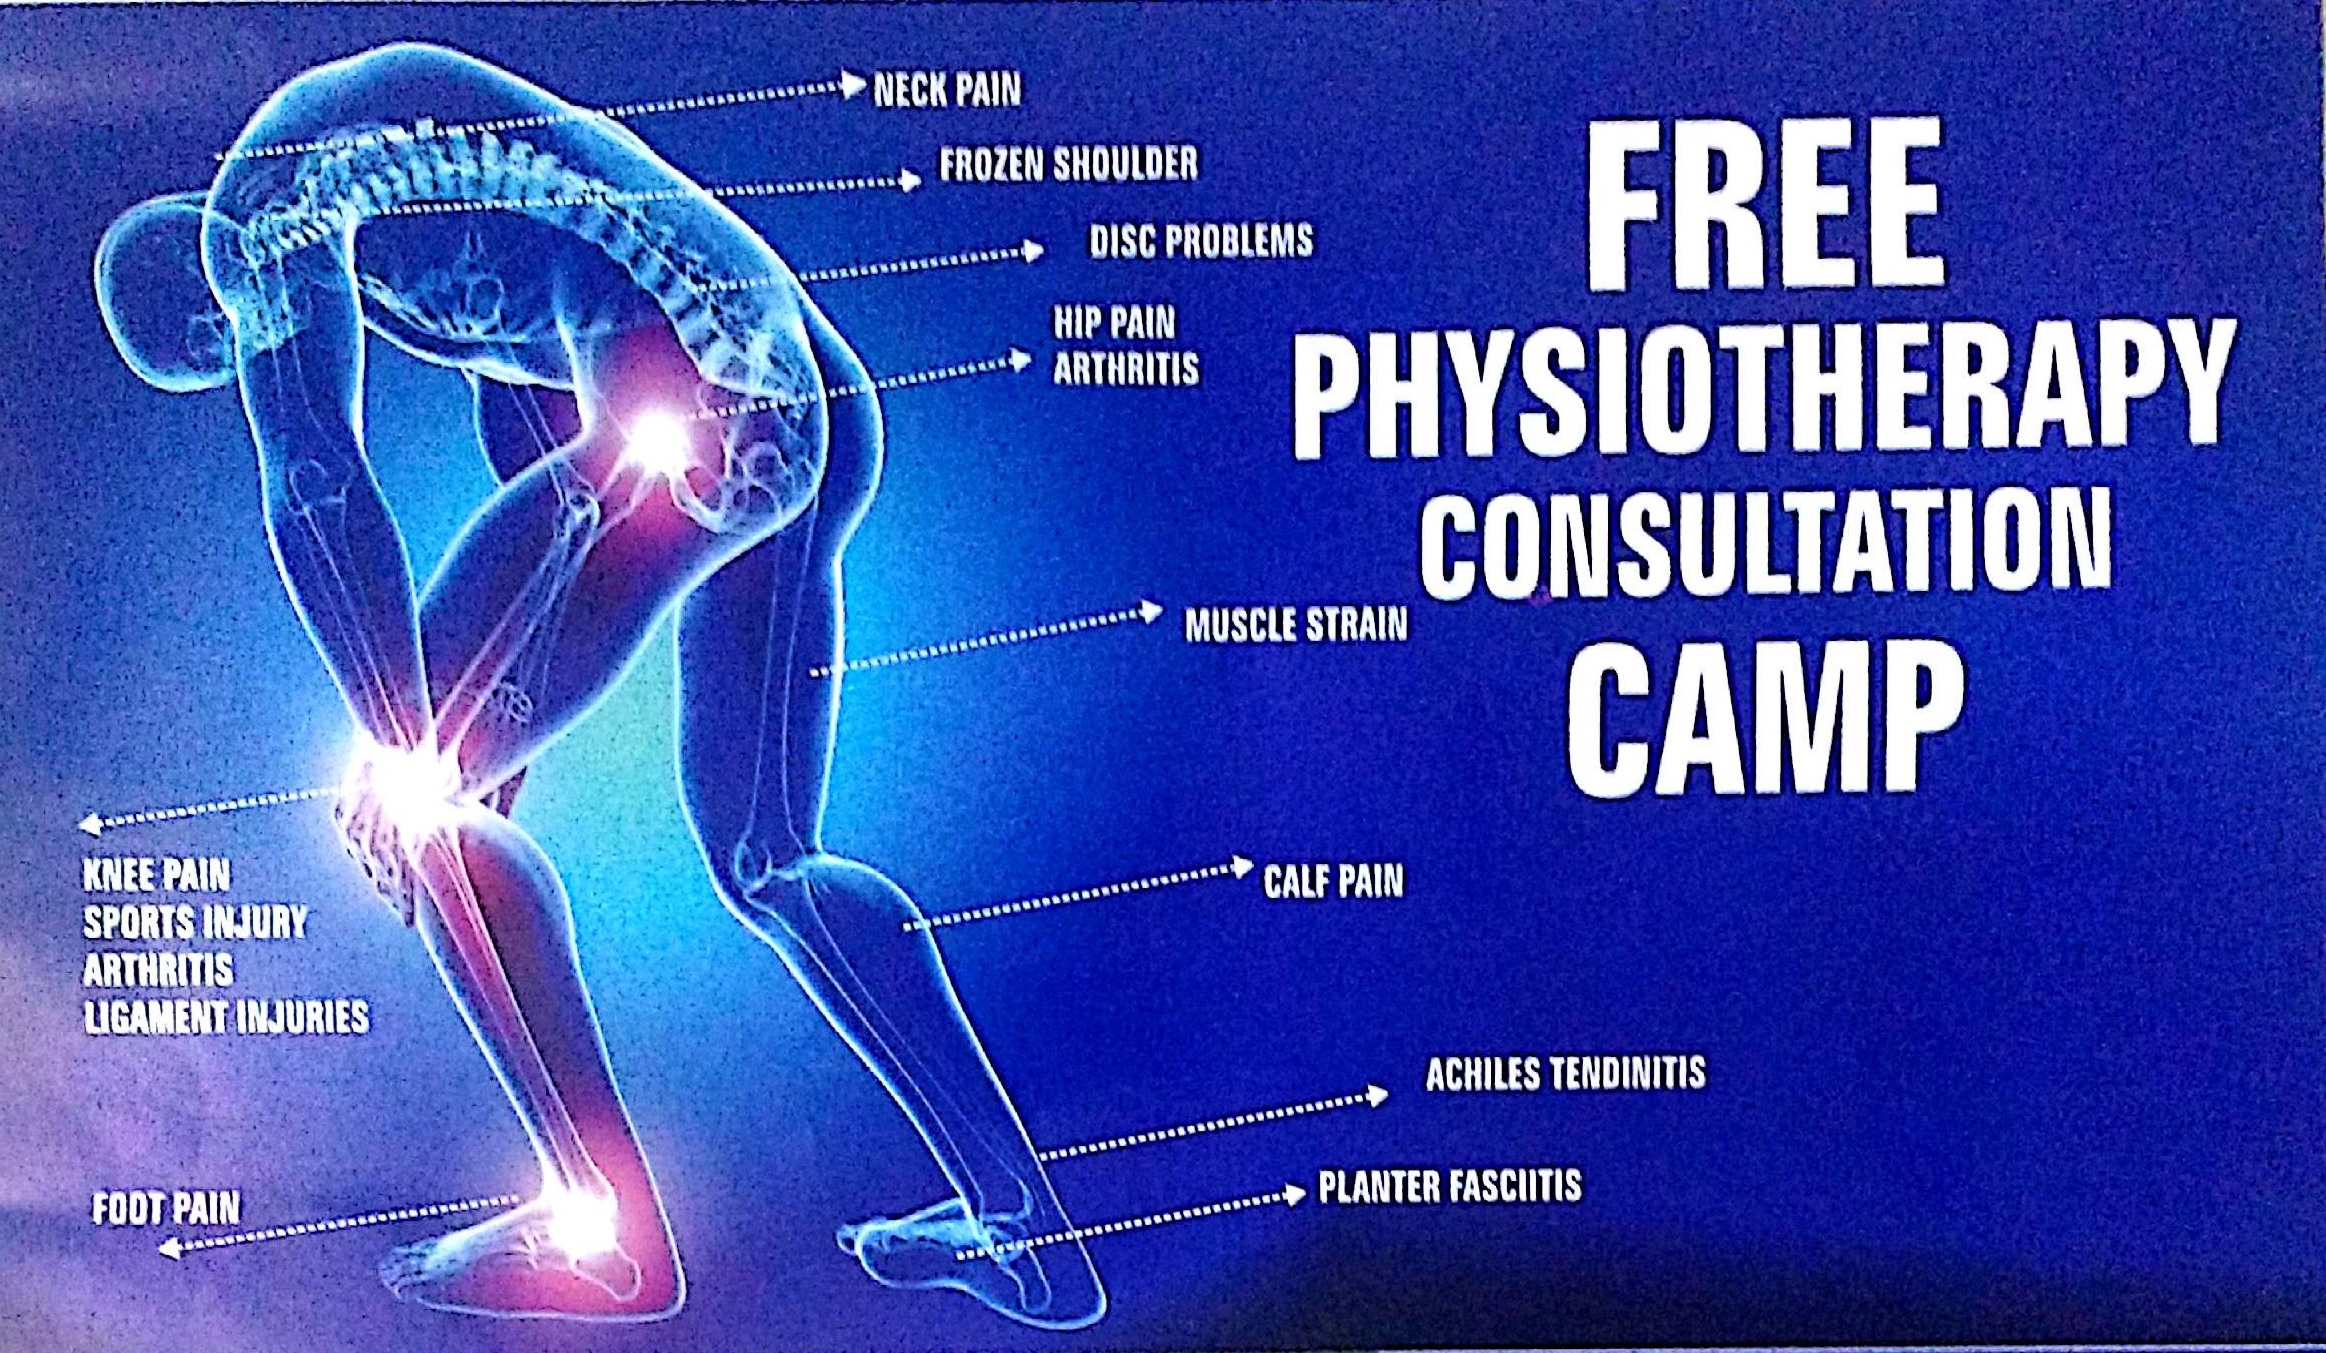 NECK PAIN
FROZEN SHOULDER
DISC PROBLEMS
HIP PAIN
ARTHRITIS
MUSCLE STRAIN
CALF PAIN
ACHILES TENDINITIS
PLANTER FASCIITIS
KNEE PAIN
SPORTS INJURY
ARTHRITIS
LIGAMENT INJURIES
FOOT PAIN
FREE
PHYSIOTHERAPY
CONSULTATION
CAMP